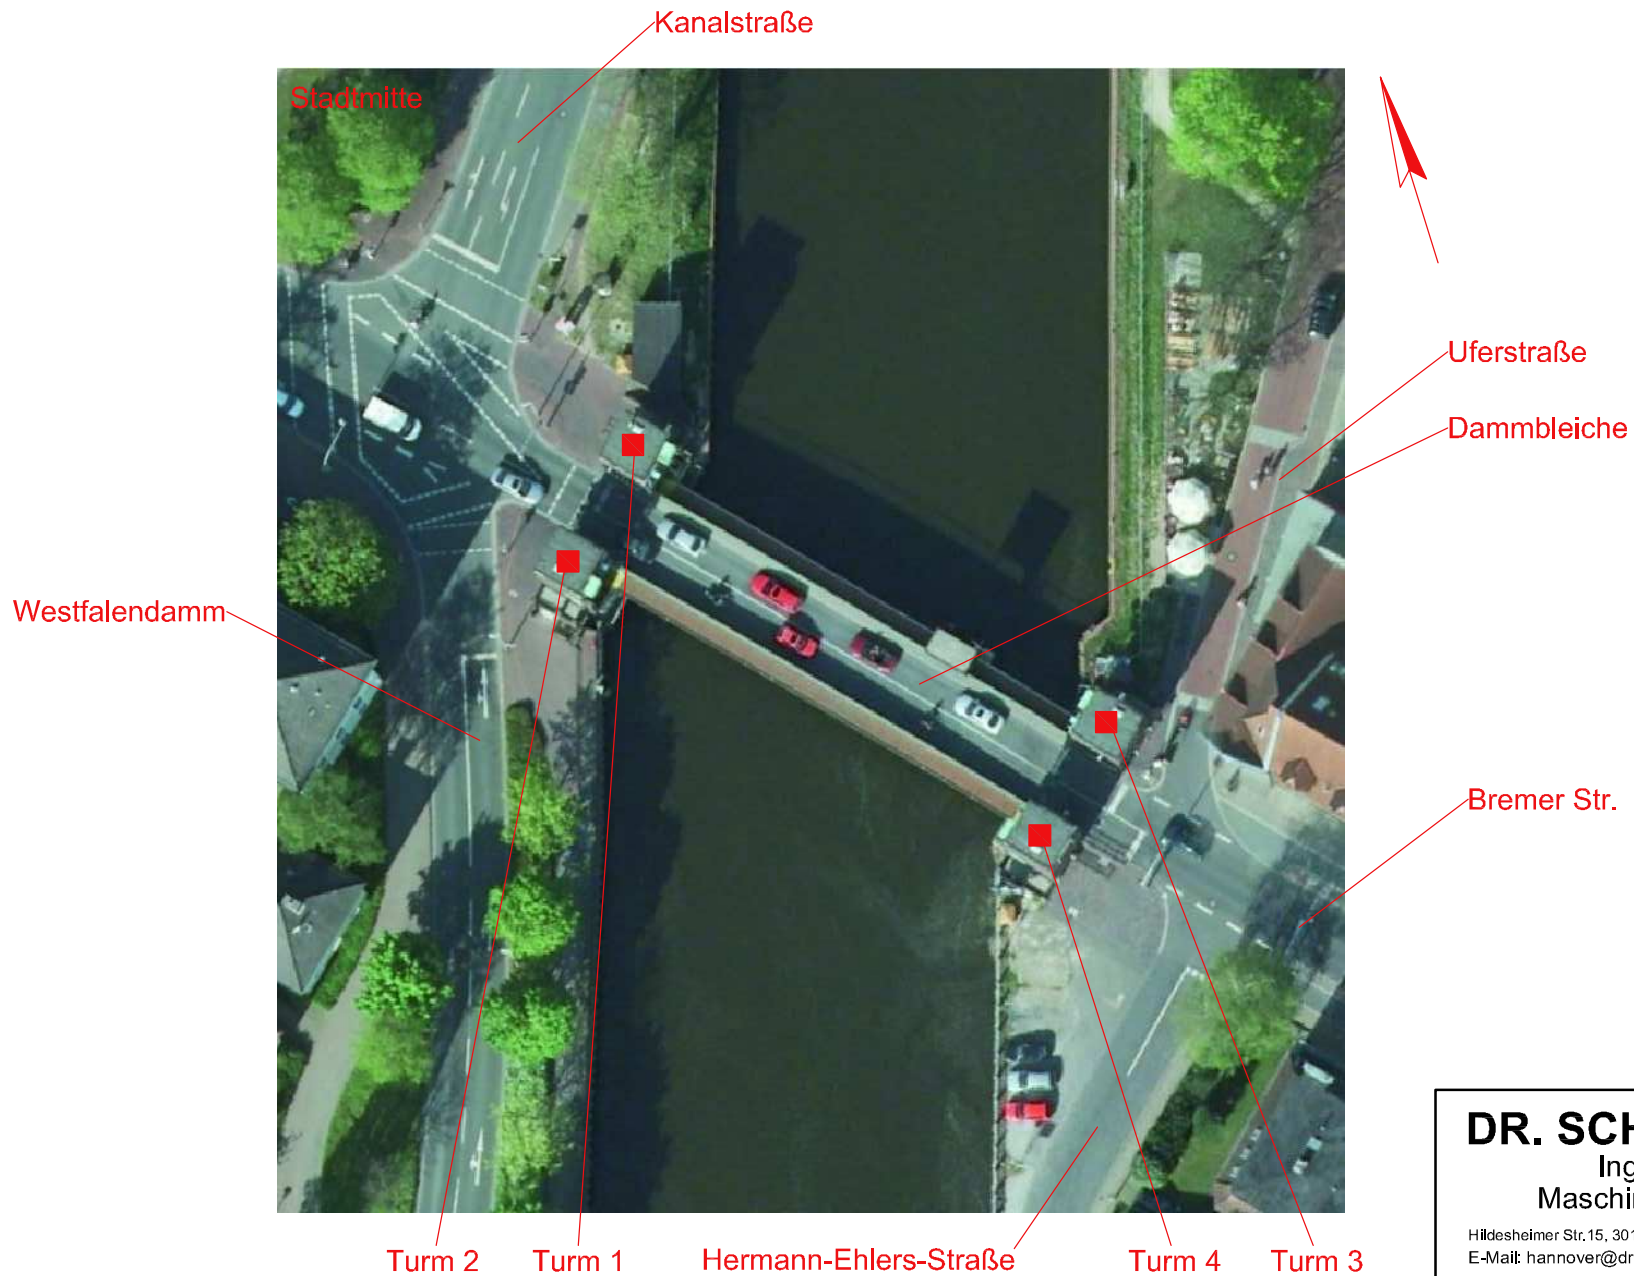 Kanalstraße
Stadtmitte
Uferstraße
Dammbleiche
Westfalendamm
Bremer Str.
Turm 2
Turm 1
Hermann-Ehlers-Straße
Turm 4
Turm 3
DR. SCH
Ing
Maschi
Hildesheimer Str.15, 301
E-Mail: hannover@dr